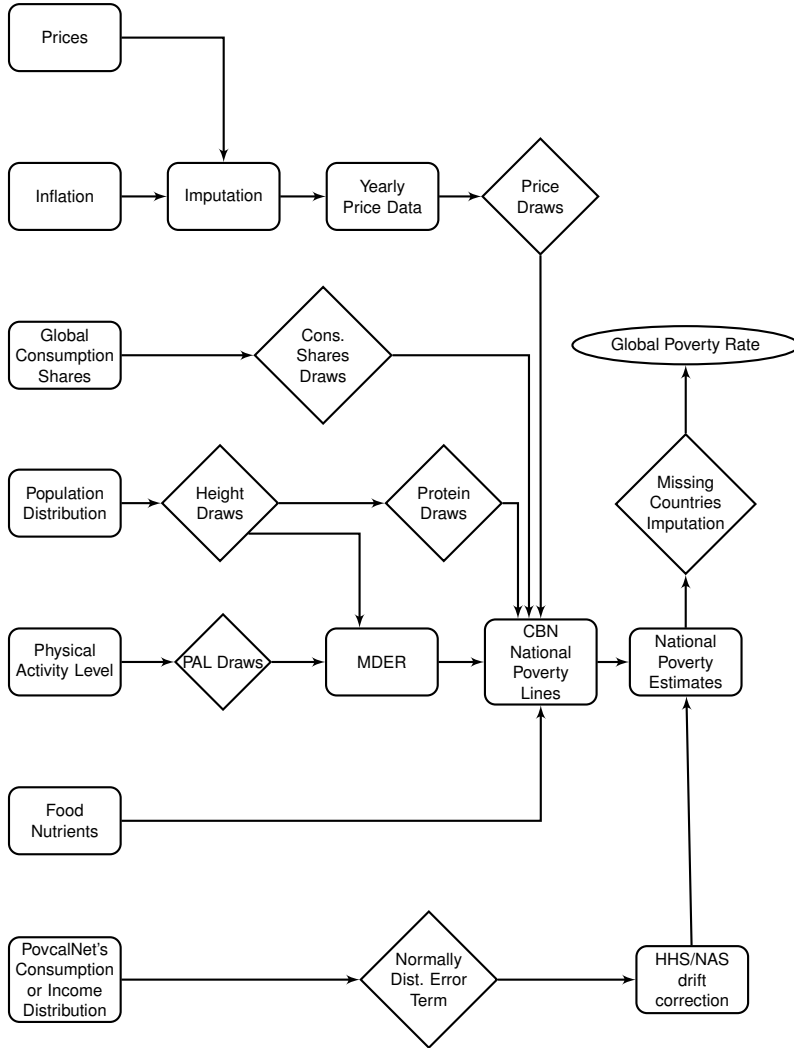 Prices
Inflation
Imputation
Yearly
Price Data
Price
Draws
Global
Consumption
Shares
Cons.
Shares
Draws
Global Poverty Rate
Population
Distribution
Height
Draws
Protein
Draws
Missing
Countries
Imputation
Physical
Activity Level
PAL Draws
MDER
CBN
National
Poverty
Lines
National
Poverty
Estimates
Food
Nutrients
PovcalNet's
Consumption
or Income
Distribution
Normally
Dist. Error
Term
HHS/NAS
drift
correction